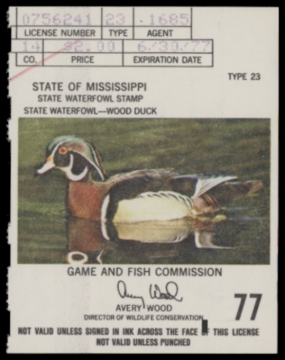 0756241 23 .1685
LICENSE NUMBER TYPE AGENT
14 $2.00 6/30/77
CO. PRICE EXPIRATION DATE
TYPE 23
STATE OF MISSISSIPPI
STATE WATERFOWL STAMP
STATE WATERFOWL—WOOD DUCK
GAME AND FISH COMMISSION
Avery Wood
AVERY WOOD
DIRECTOR OF WILDLIFE CONSERVATION
77
NOT VALID UNLESS SIGNED IN INK ACROSS THE FACE OF THIS LICENSE
NOT VALID UNLESS PUNCHED